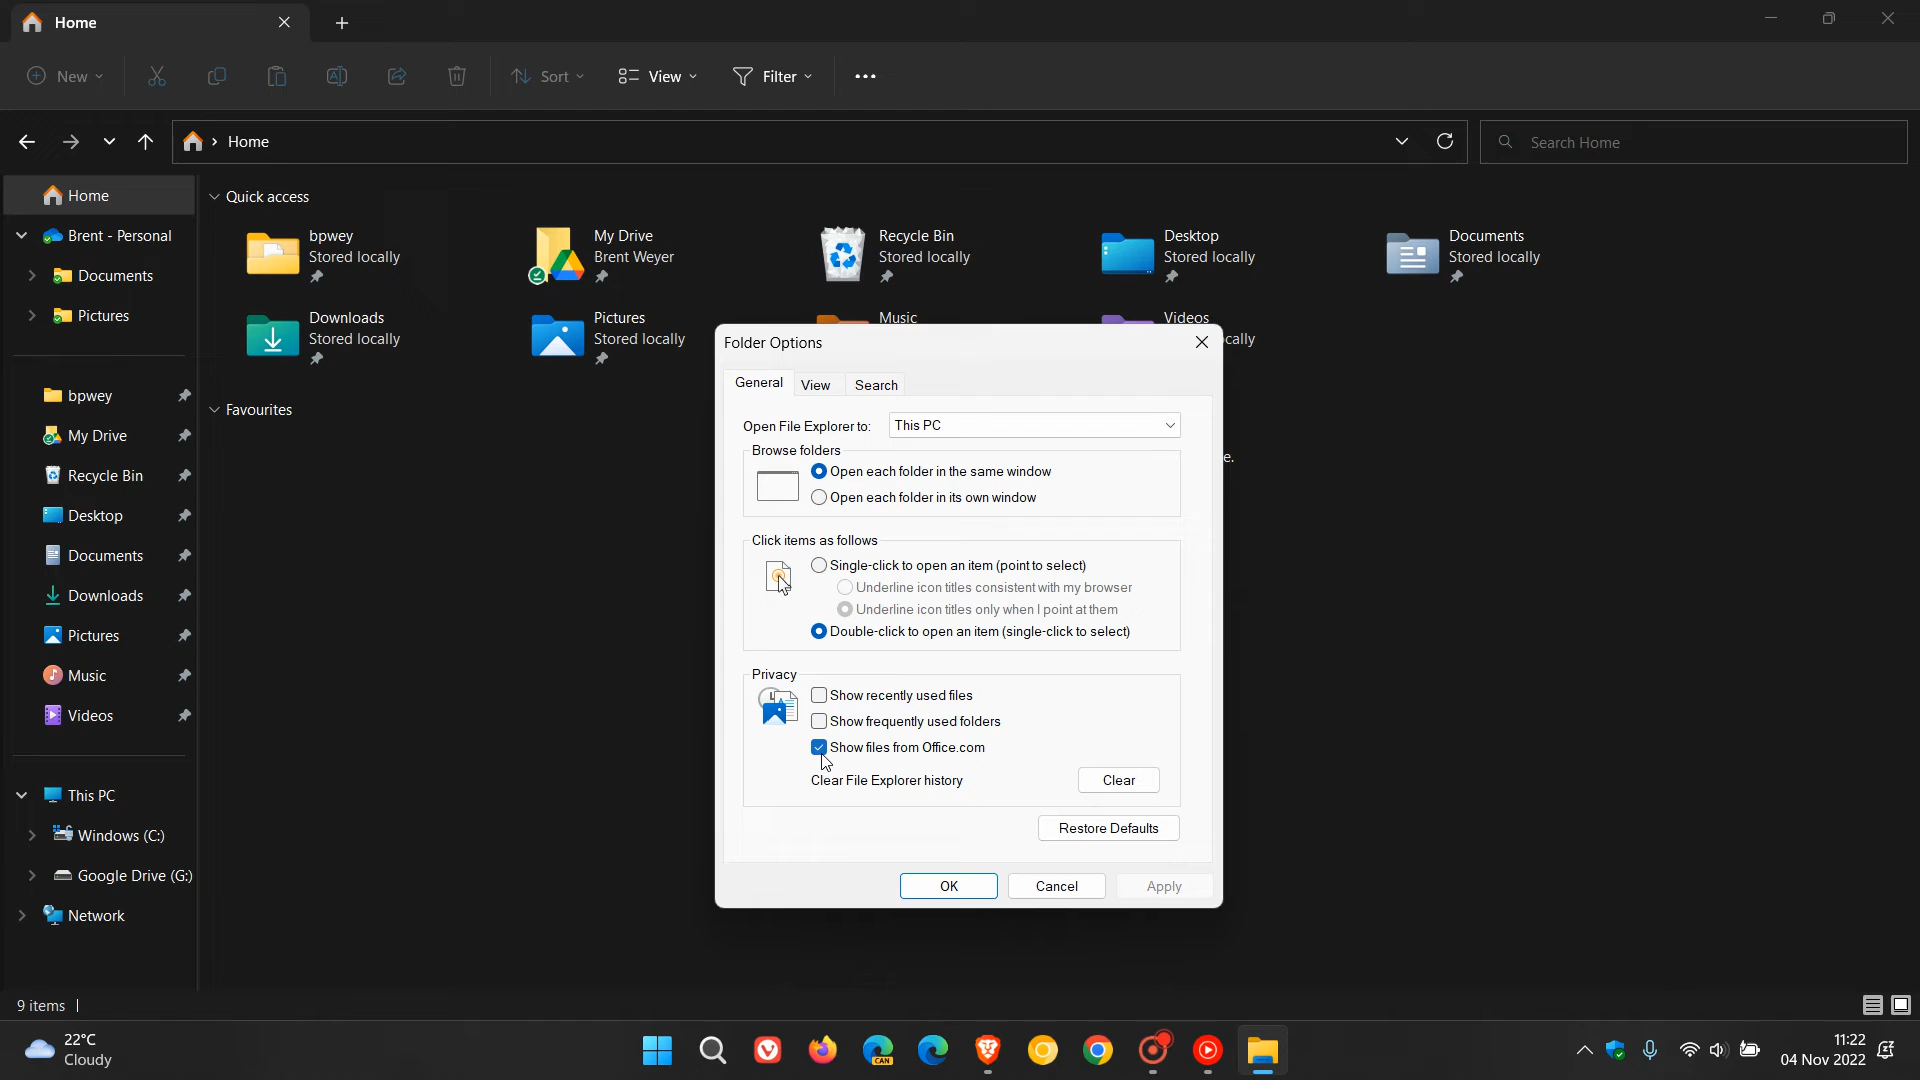 Home
New
Sort
View
Filter
Home
Search Home
Home
Brent - Personal
Documents
Pictures
bpwey
My Drive
Recycle Bin
Desktop
Documents
Downloads
Pictures
Music
Videos
This PC
Windows (C:)
Google Drive (G:)
Network
Quick access
bpwey
Stored locally
My Drive
Brent Weyer
Recycle Bin
Stored locally
Desktop
Stored locally
Documents
Stored locally
Downloads
Stored locally
Pictures
Stored locally
Music
Videos
cally
Favourites
e.
Folder Options
General
View
Search
Open File Explorer to:
This PC
Browse folders
Open each folder in the same window
Open each folder in its own window
Click items as follows
Single-click to open an item (point to select)
Underline icon titles consistent with my browser
Underline icon titles only when I point at them
Double-click to open an item (single-click to select)
Privacy
Show recently used files
Show frequently used folders
Show files from Office.com
Clear File Explorer history
Clear
Restore Defaults
OK
Cancel
Apply
9 items
22°C
Cloudy
CAN
11:22
04 Nov 2022